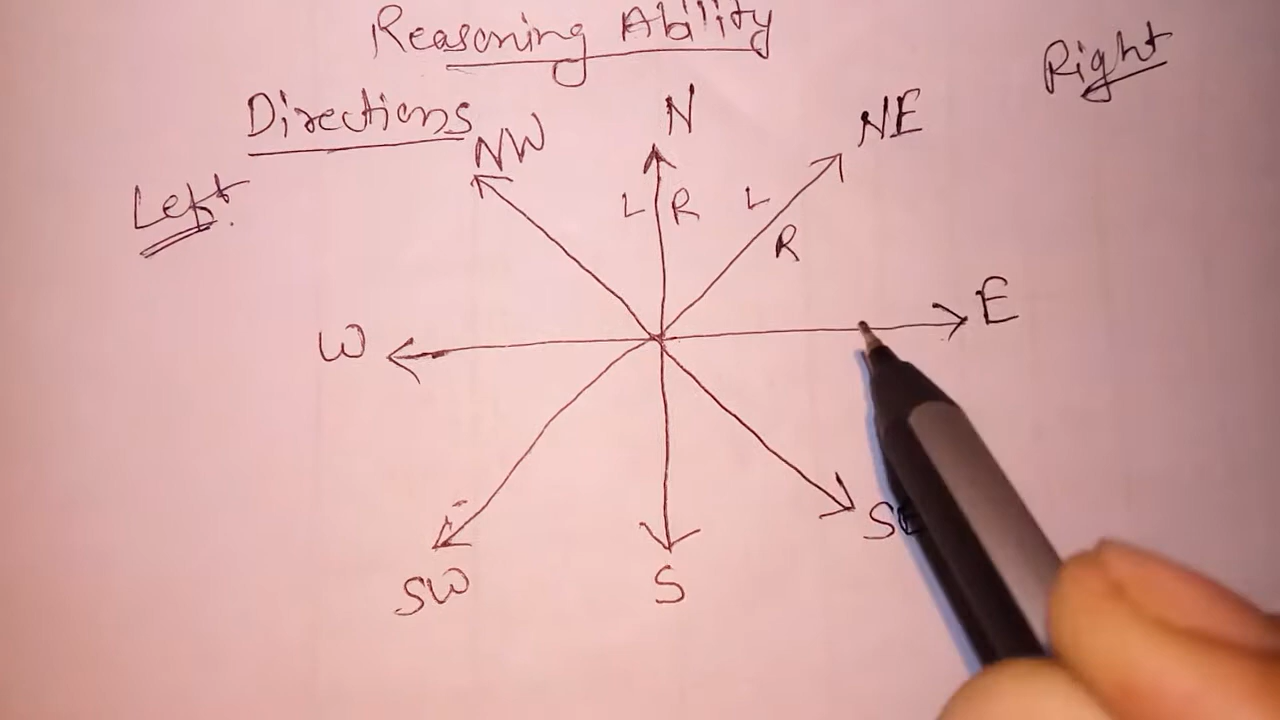 Reasoning Ability
Right
Directions
NW
N
NE
Left
L R
L
R
W
E
SE
SW
S